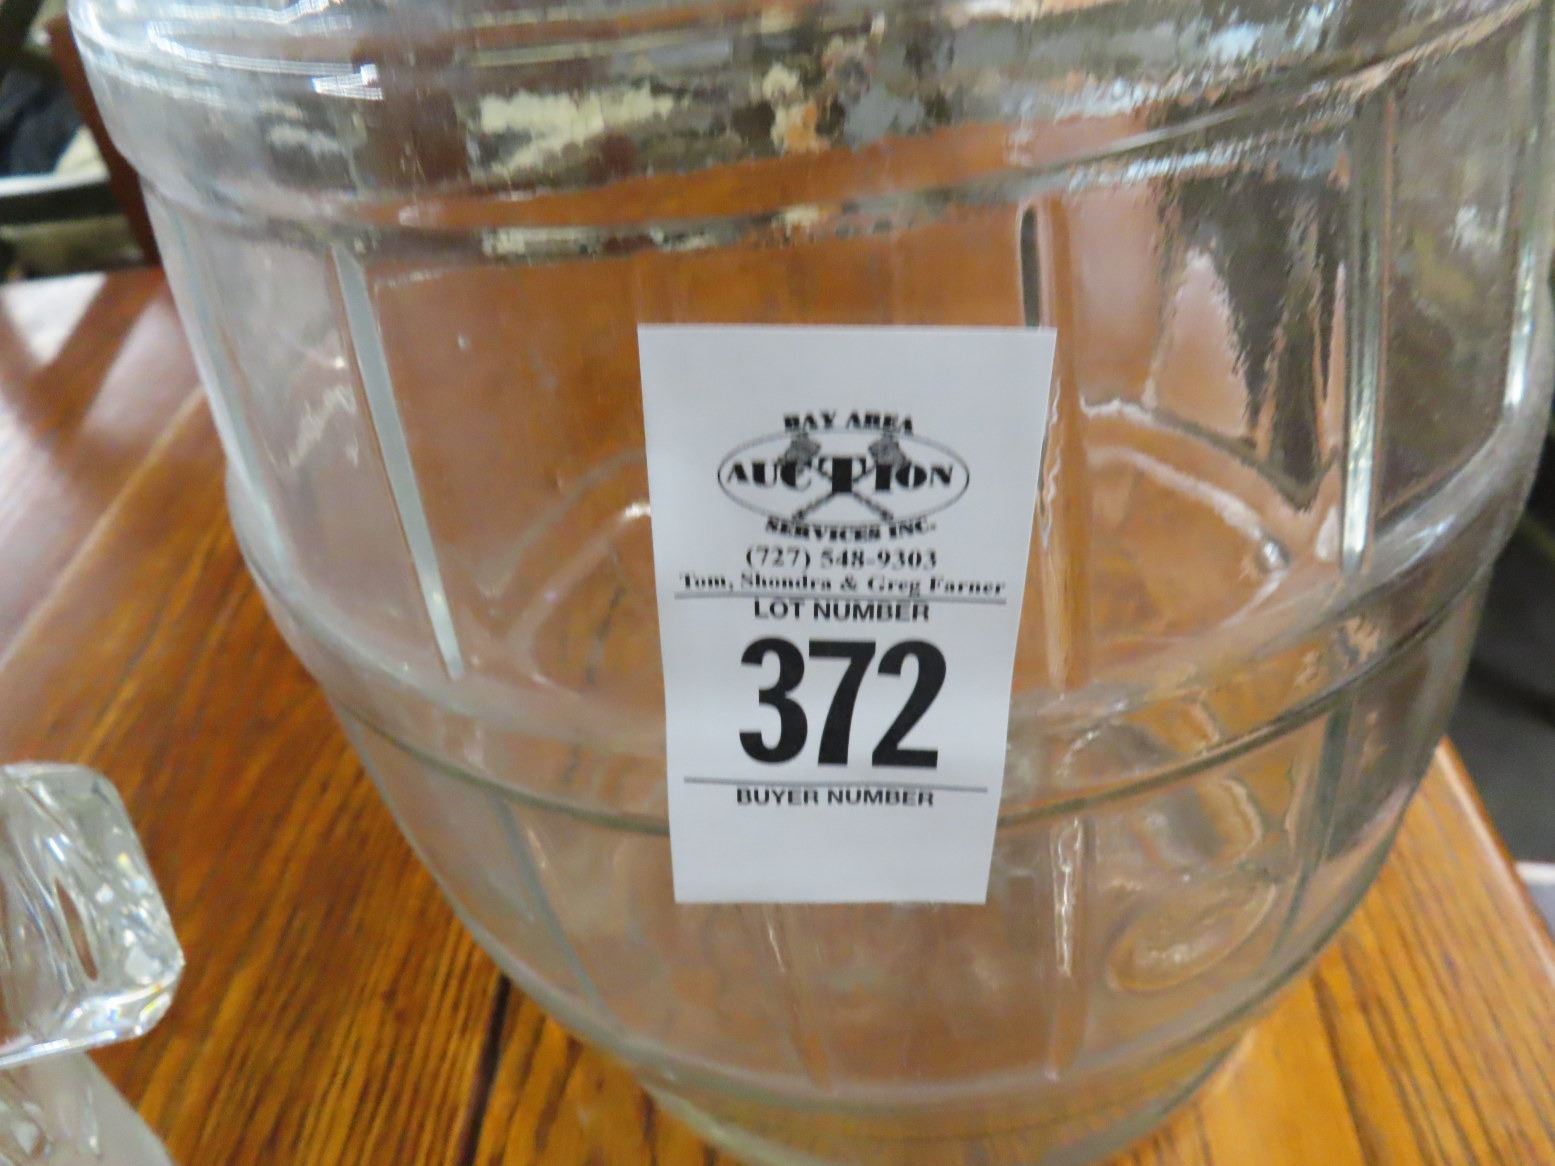 BAY AREA
AUCTION
SERVICES INC.
(727) 548-9303
Tom, Shondra & Greg Farner
LOT NUMBER
372
BUYER NUMBER